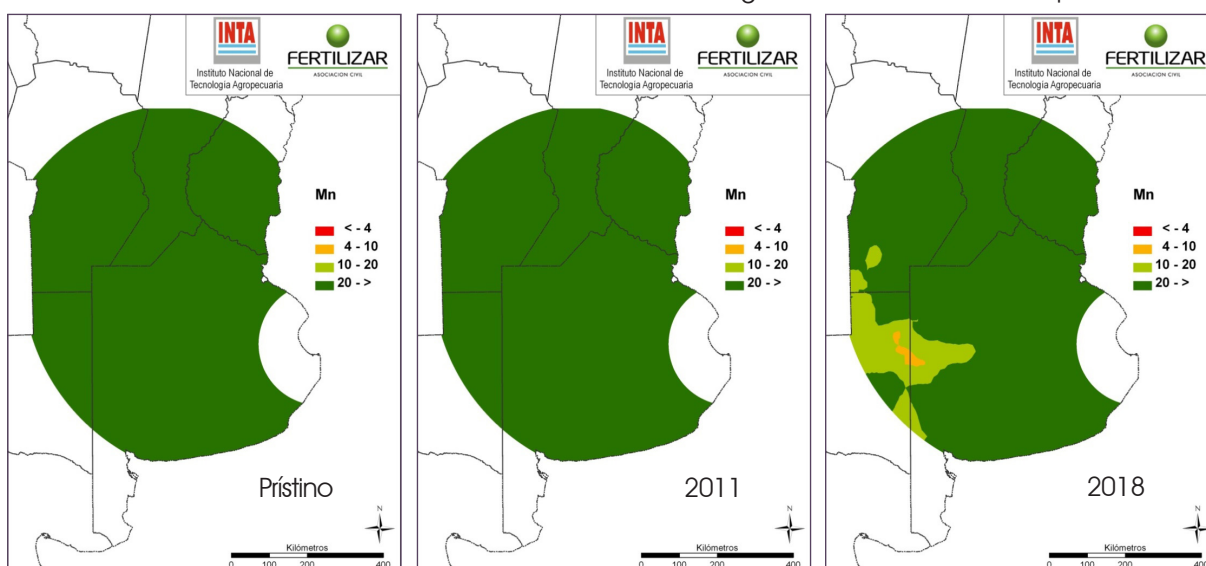 INTA
Instituto Nacional de
Tecnología Agropecuaria
FERTILIZAR
ASOCIACION CIVIL
Mn
< - 4
4 - 10
10 - 20
20 - >
Prístino
N
Kilómetros
0 100 200 400
INTA
Instituto Nacional de
Tecnología Agropecuaria
FERTILIZAR
ASOCIACION CIVIL
Mn
< - 4
4 - 10
10 - 20
20 - >
2011
N
Kilómetros
0 100 200 400
INTA
Instituto Nacional de
Tecnología Agropecuaria
FERTILIZAR
ASOCIACION CIVIL
Mn
< - 4
4 - 10
10 - 20
20 - >
2018
N
Kilómetros
0 100 200 400